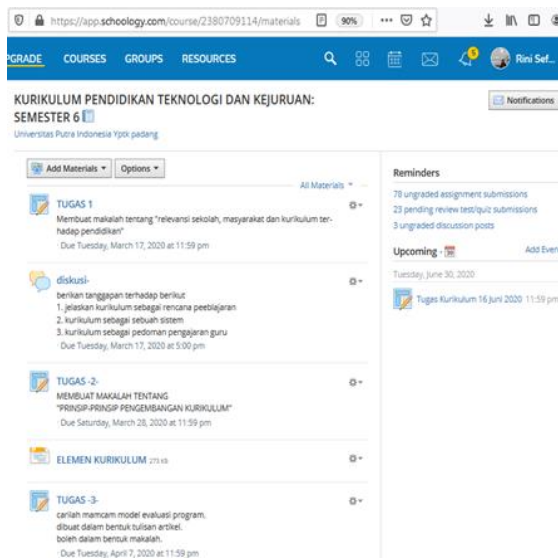 https://app.schoology.com/course/2380709114/materials
90%
PGRADE COURSES GROUPS RESOURCES
5
Rini Sef...
KURIKULUM PENDIDIKAN TEKNOLOGI DAN KEJURUAN:
SEMESTER 6
Universitas Putra Indonesia Yptk padang
Notifications
Add Materials
Options
All Materials
TUGAS 1
Membuat makalah tentang "relevansi sekolah, masyarakat dan kurikulum ter-
hadap pendidikan"
Due Tuesday, March 17, 2020 at 11:59 pm
diskusi-
berikan tanggapan terhadap berikut
1. jelaskan kurikulum sebagai rencana peeblajaran
2. kurikulum sebagai sebuah sistem
3. kurikulum sebagai pedoman pengajaran guru
Due Tuesday, March 17, 2020 at 5:00 pm
TUGAS -2-
MEMBUAT MAKALAH TENTANG
"PRINSIP-PRINSIP PENGEMBANGAN KURIKULUM"
Due Saturday, March 28, 2020 at 11:59 pm
ELEMEN KURIKULUM 273 KB
TUGAS -3-
carilah mamcam model evaluasi program.
dibuat dalam bentuk tulisan artikel.
boleh dalam bentuk makalah.
Due Tuesday, April 7, 2020 at 11:59 pm
Reminders
78 ungraded assignment submissions
23 pending review test/quiz submissions
3 ungraded discussion posts
Upcoming
Add Even
Tuesday, June 30, 2020
Tugas Kurikulum 16 Juni 2020 11:59 pm